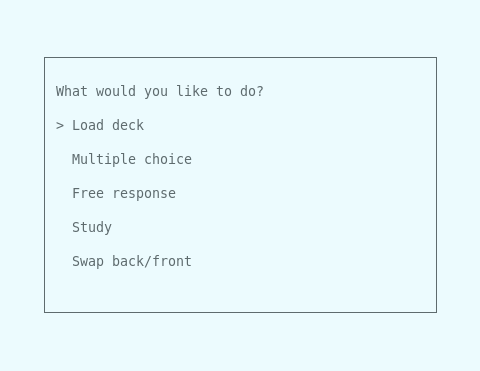 What would you like to do?
> Load deck
Multiple choice
Free response
Study
Swap back/front